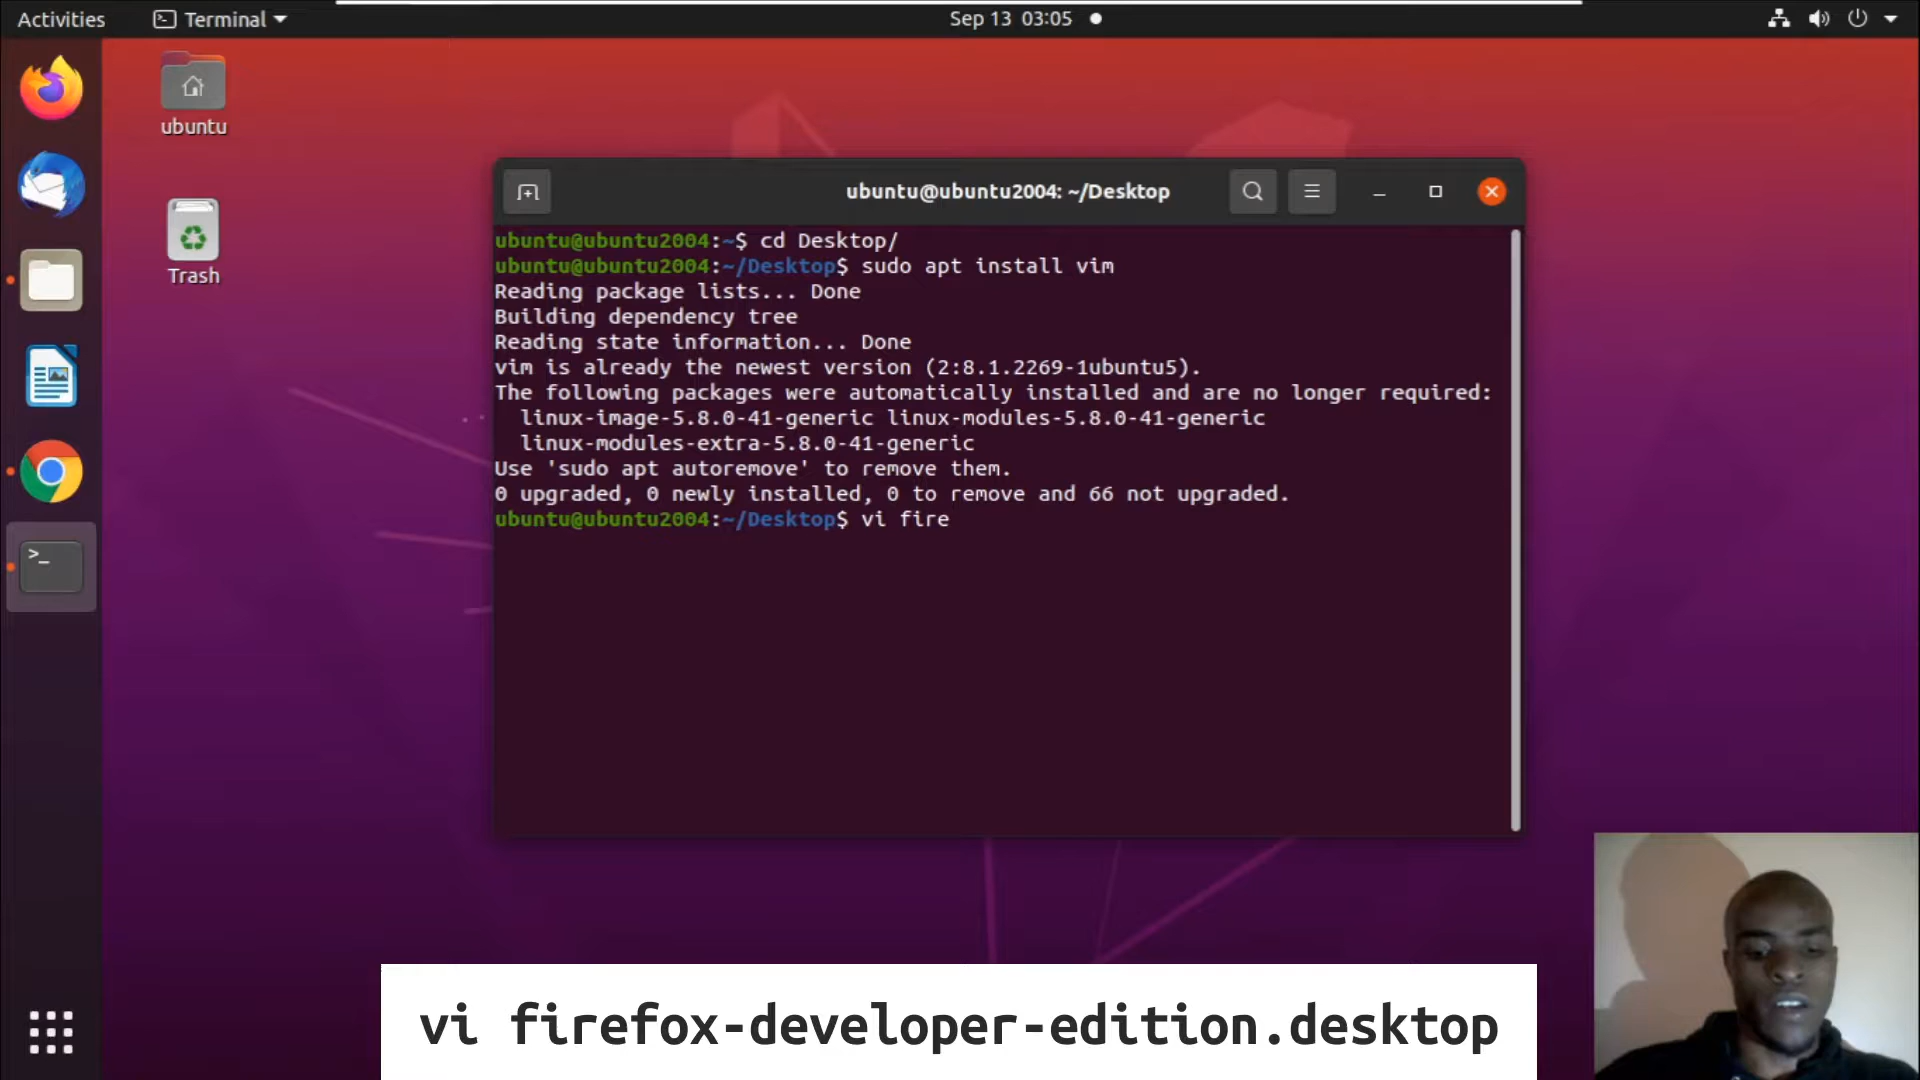 Activities
Terminal
Sep 13 03:05
ubuntu
Trash
ubuntu@ubuntu2004: ~/Desktop
ubuntu@ubuntu2004:~$ cd Desktop/
ubuntu@ubuntu2004:~/Desktop$ sudo apt install vim
Reading package lists... Done
Building dependency tree
Reading state information... Done
vim is already the newest version (2:8.1.2269-1ubuntu5).
The following packages were automatically installed and are no longer required:
linux-image-5.8.0-41-generic linux-modules-5.8.0-41-generic
linux-modules-extra-5.8.0-41-generic
Use 'sudo apt autoremove' to remove them.
0 upgraded, 0 newly installed, 0 to remove and 66 not upgraded.
ubuntu@ubuntu2004:~/Desktop$ vi fire
vi firefox-developer-edition.desktop